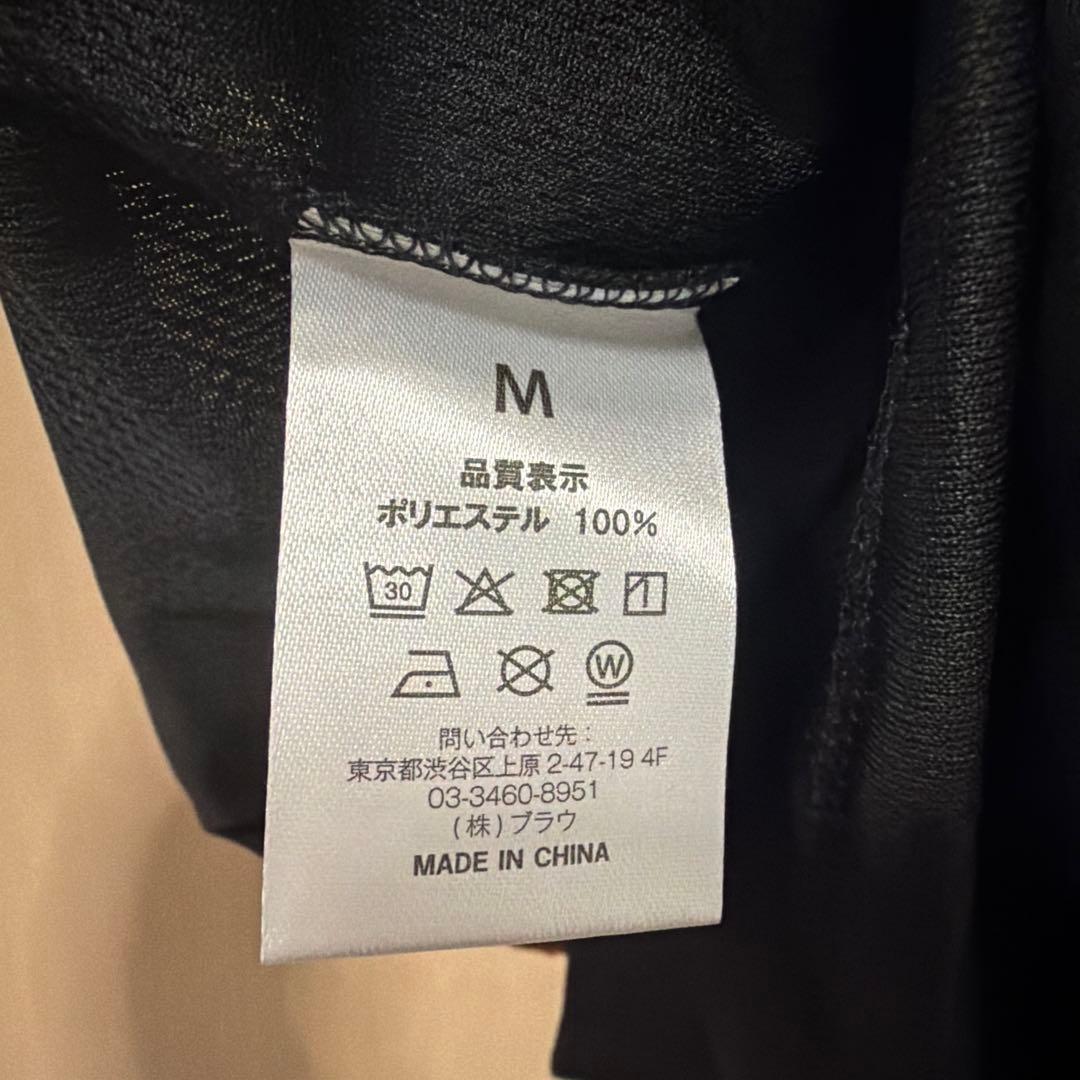 M
品質表示
ポリエステル 100%
30
W
問い合わせ先：
東京都渋谷区上原 2-47-19 4F
03-3460-8951
(株) ブラウ
MADE IN CHINA